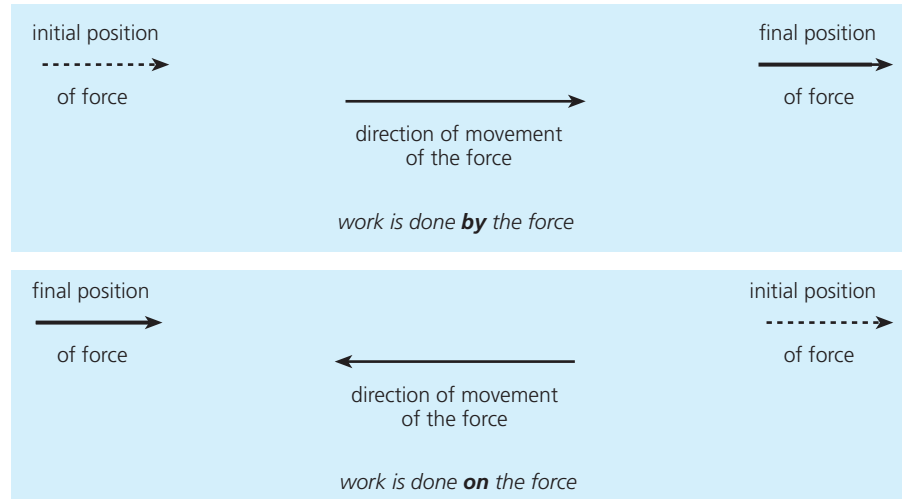 initial position
final position
of force
of force
direction of movement
of the force
work is done by the force
final position
initial position
of force
of force
direction of movement
of the force
work is done on the force